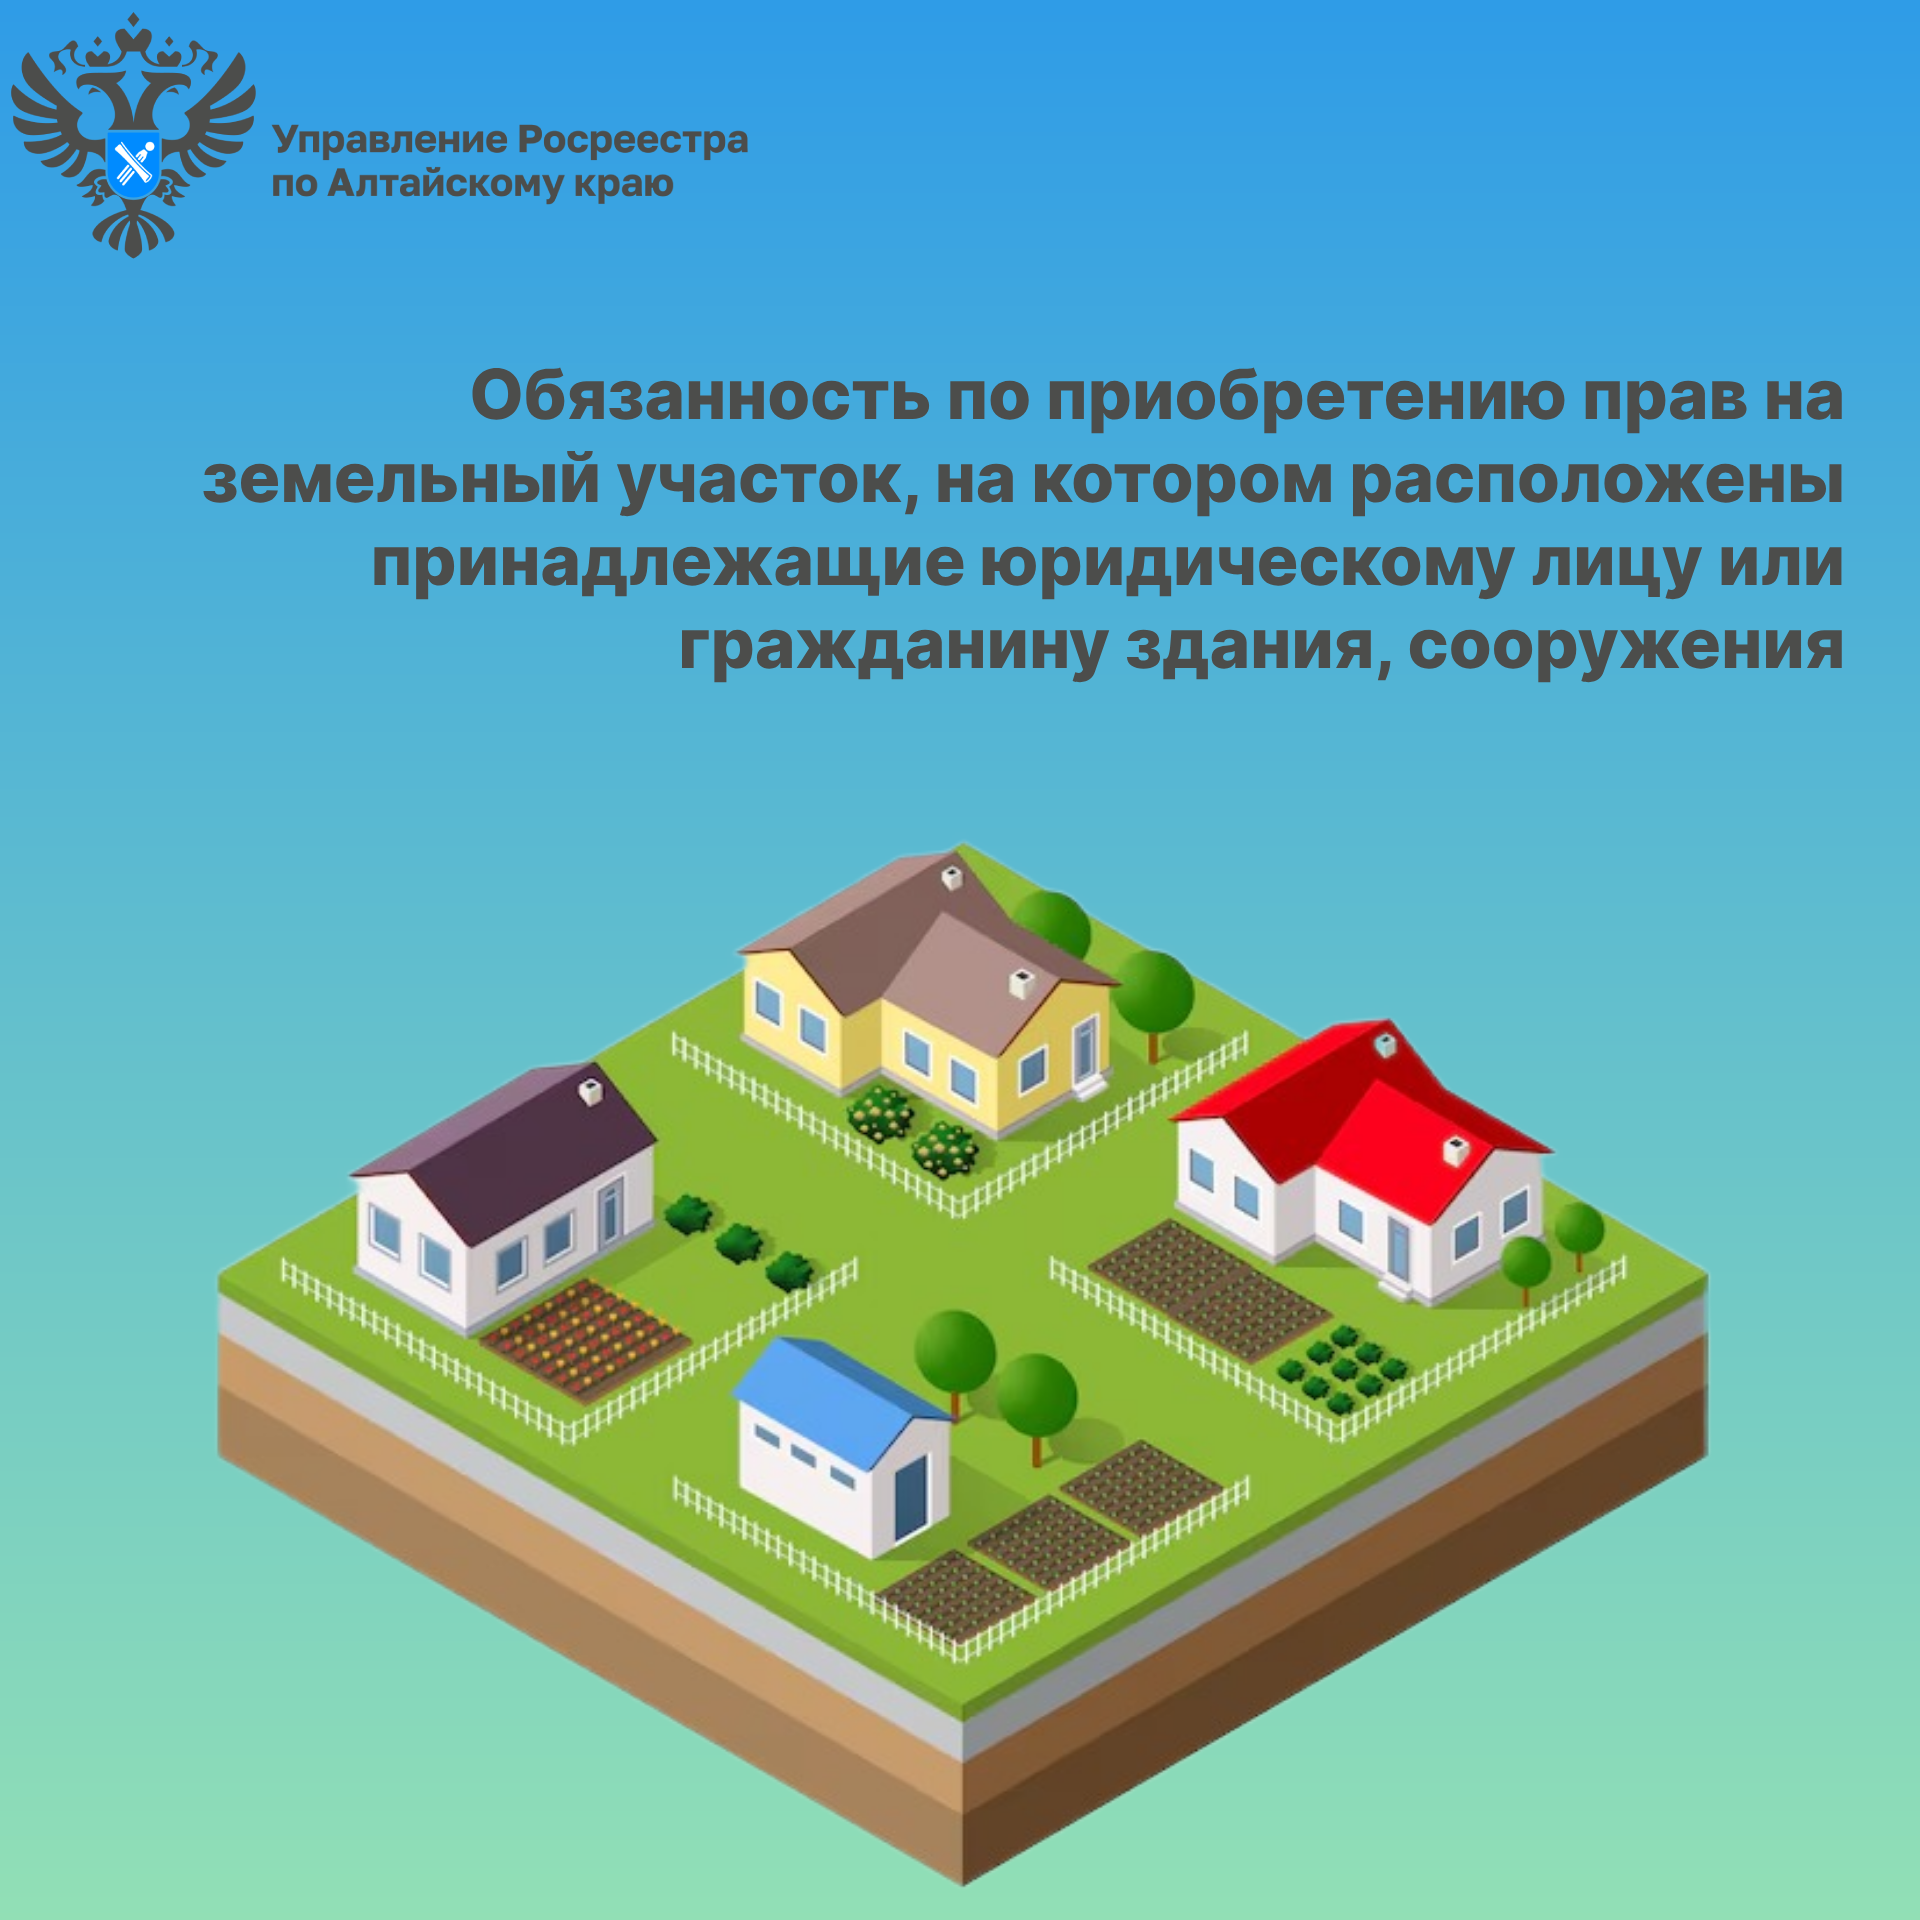 Управление Росреестра
по Алтайскому краю
Обязанность по приобретению прав на
земельный участок, на котором расположены
принадлежащие юридическому лицу или
гражданину здания, сооружения